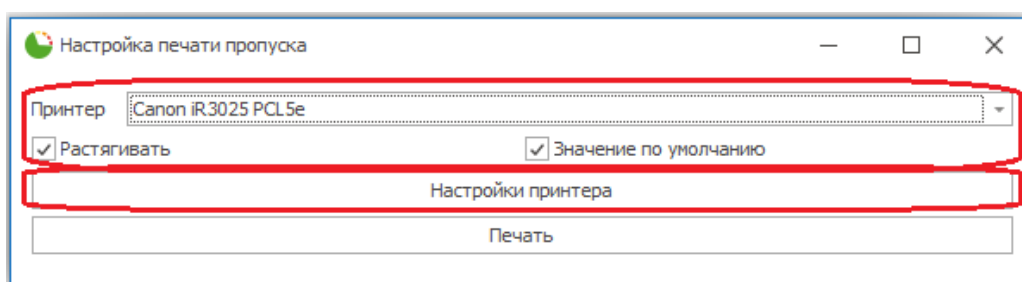 Настройка печати пропуска
Принтер Canon iR3025 PCL5e
Растягивать Значение по умолчанию
Настройки принтера
Печать